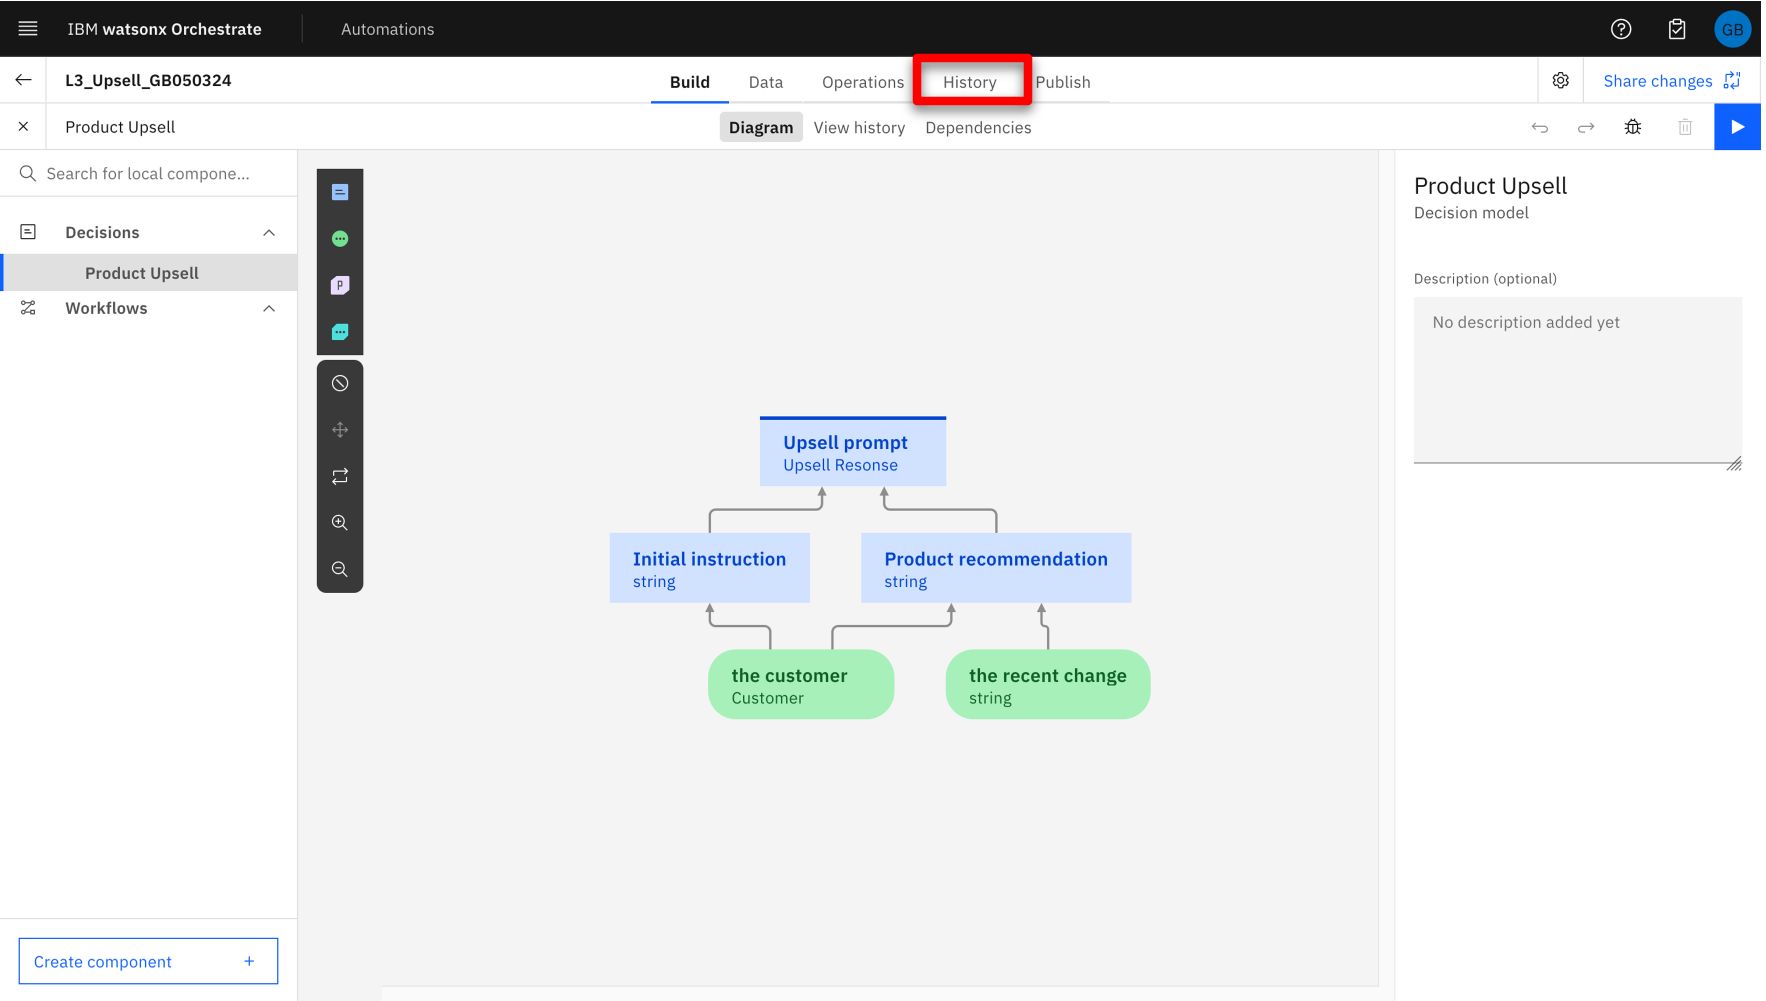 IBM watsonx Orchestrate
Automations
GB
L3_Upsell_GB050324
Build
Data
Operations
History
Publish
Share changes
Product Upsell
Diagram
View history
Dependencies
Search for local compone...
Decisions
Product Upsell
Workflows
Create component +
p
Upsell prompt
Upsell Resonse
Initial instruction
string
Product recommendation
string
the customer
Customer
the recent change
string
Product Upsell
Decision model
Description (optional)
No description added yet